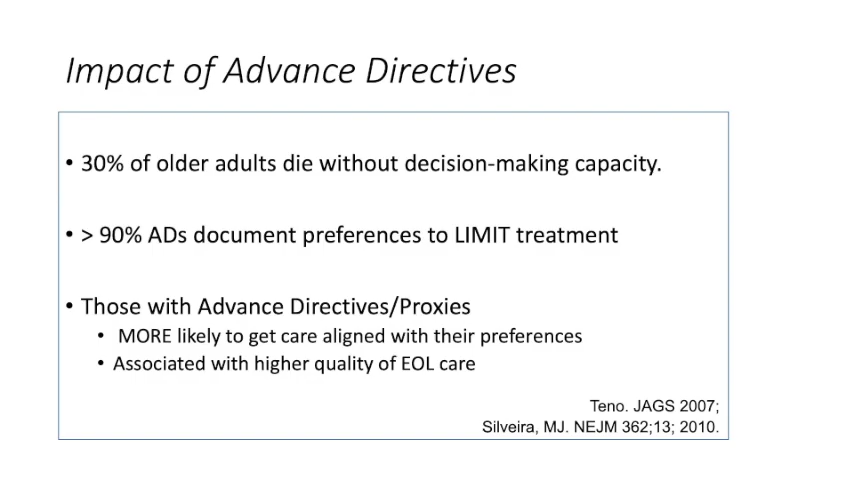 Impact of Advance Directives
• 30% of older adults die without decision-making capacity.
• > 90% ADs document preferences to LIMIT treatment
• Those with Advance Directives/Proxies
• MORE likely to get care aligned with their preferences
• Associated with higher quality of EOL care
Teno. JAGS 2007;
Silveira, MJ. NEJM 362;13; 2010.